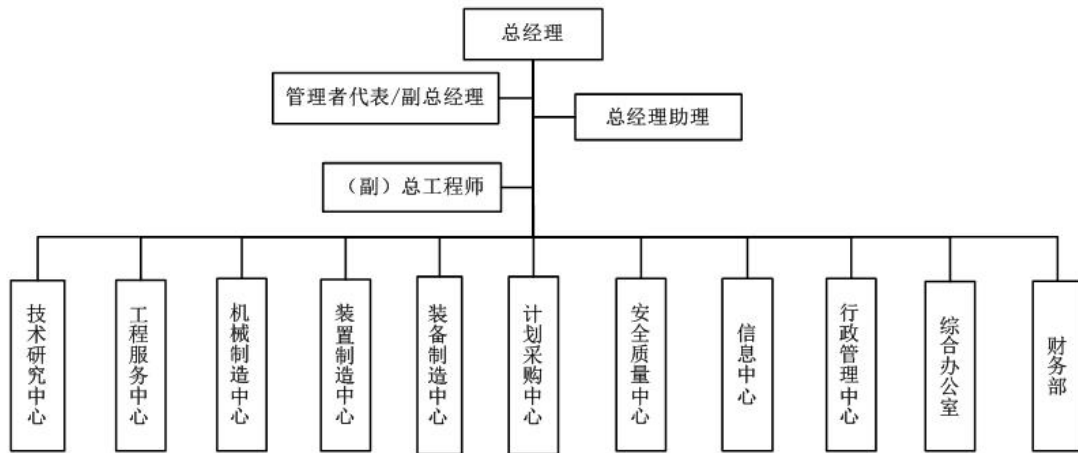 总经理
管理者代表/副总经理
总经理助理
（副）总工程师
技术研究中心
工程服务中心
机械制造中心
装置制造中心
装备制造中心
计划采购中心
安全质量中心
信息中心
行政管理中心
综合办公室
财务部